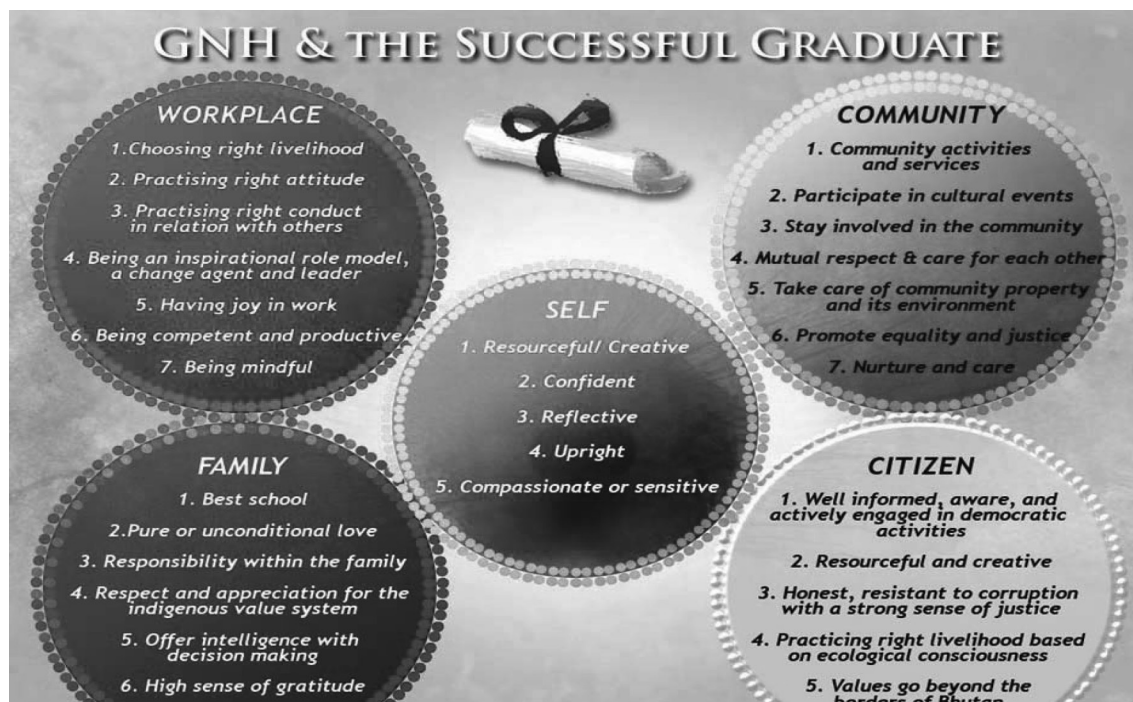 GNH & THE SUCCESSFUL GRADUATE
WORKPLACE
1.Choosing right livelihood
2. Practising right attitude
3. Practising right conduct
in relation with others
4. Being an inspirational role model,
a change agent and leader
5. Having joy in work
6. Being competent and productive
7. Being mindful
COMMUNITY
1. Community activities
and services
2. Participate in cultural events
3. Stay involved in the community
4. Mutual respect & care for each other
5. Take care of community property
and its environment
6. Promote equality and justice
7. Nurture and care
SELF
1. Resourceful/ Creative
2. Confident
3. Reflective
4. Upright
5. Compassionate or sensitive
FAMILY
1. Best school
2.Pure or unconditional love
3. Responsibility within the family
4. Respect and appreciation for the
indigenous value system
5. Offer intelligence with
decision making
6. High sense of gratitude
CITIZEN
1. Well informed, aware, and
actively engaged in democratic
activities
2. Resourceful and creative
3. Honest, resistant to corruption
with a strong sense of justice
4. Practicing right livelihood based
on ecological consciousness
5. Values go beyond the
borders of Bhutan